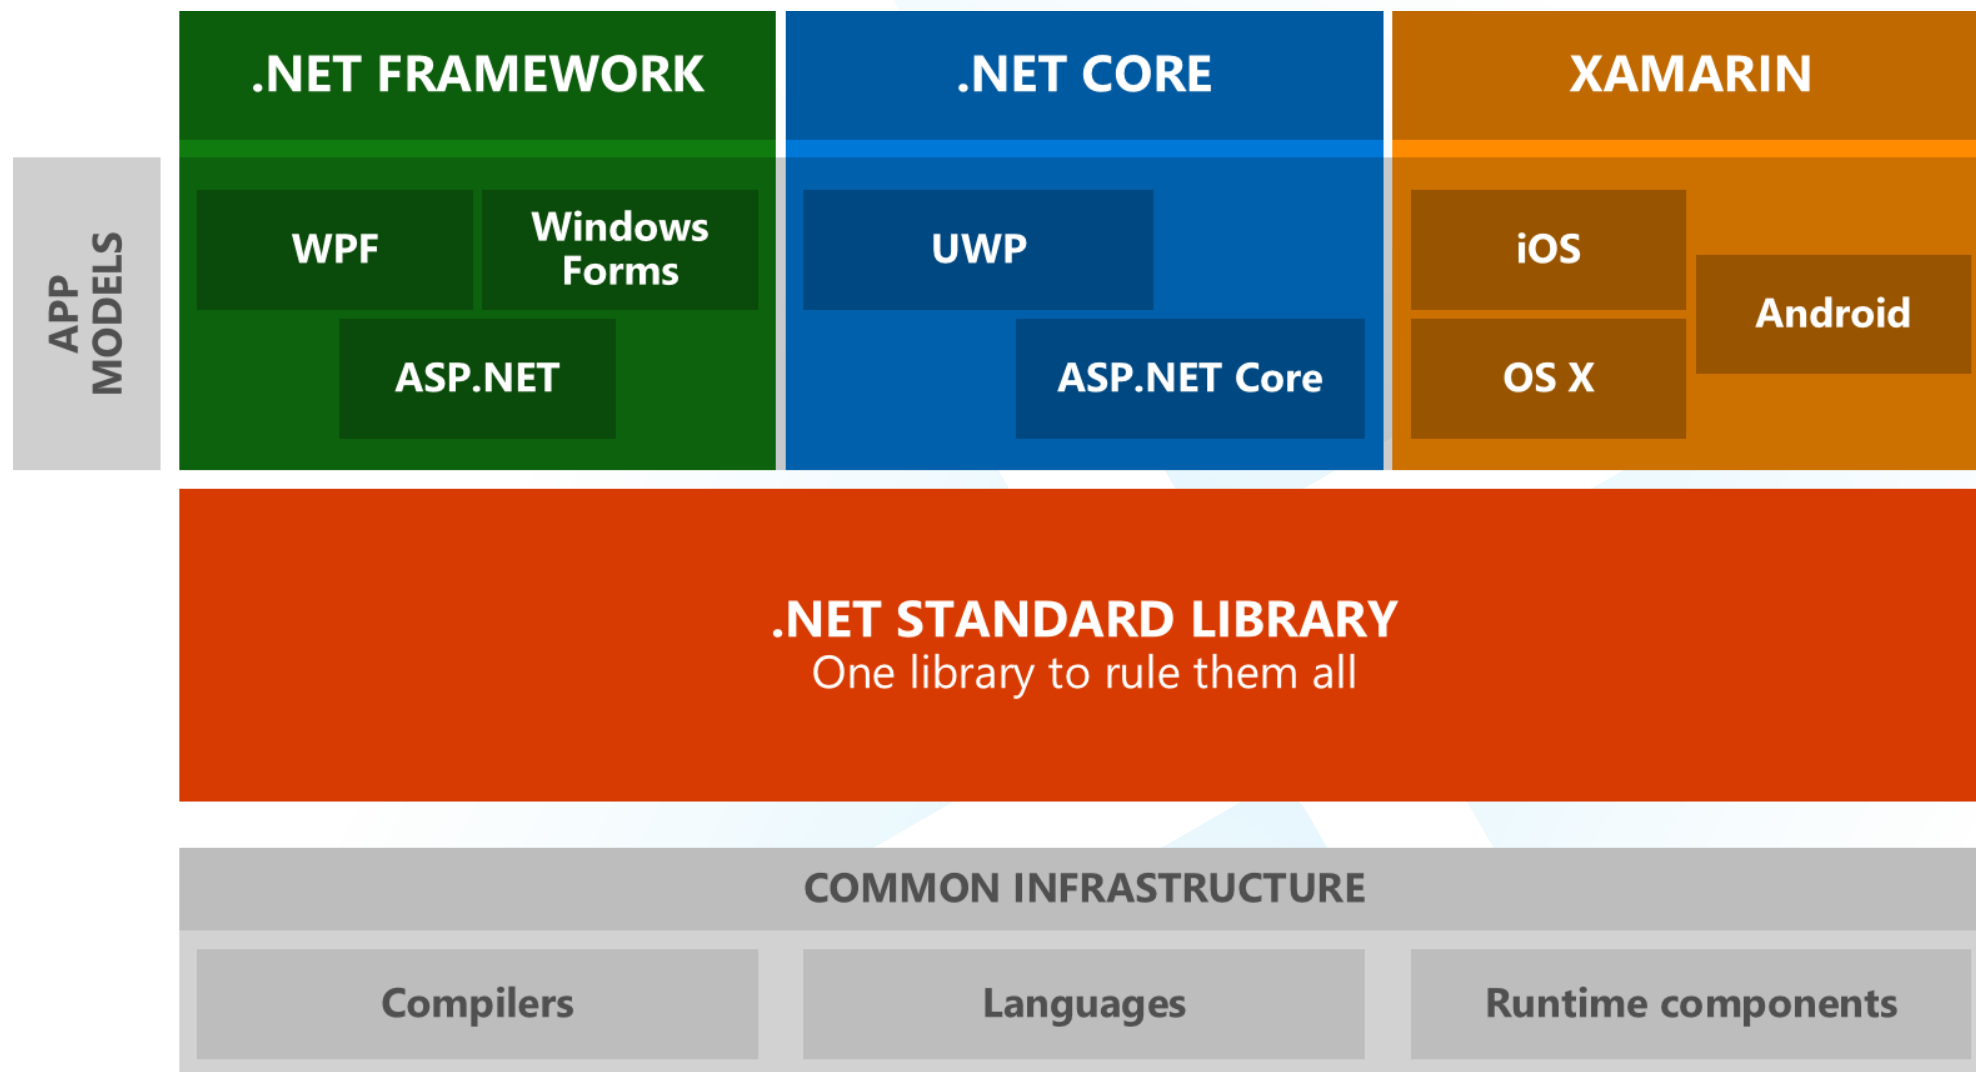 .NET FRAMEWORK
.NET CORE
XAMARIN
APP
MODELS
WPF
Windows
Forms
ASP.NET
UWP
ASP.NET Core
iOS
Android
OS X
.NET STANDARD LIBRARY
One library to rule them all
COMMON INFRASTRUCTURE
Compilers
Languages
Runtime components